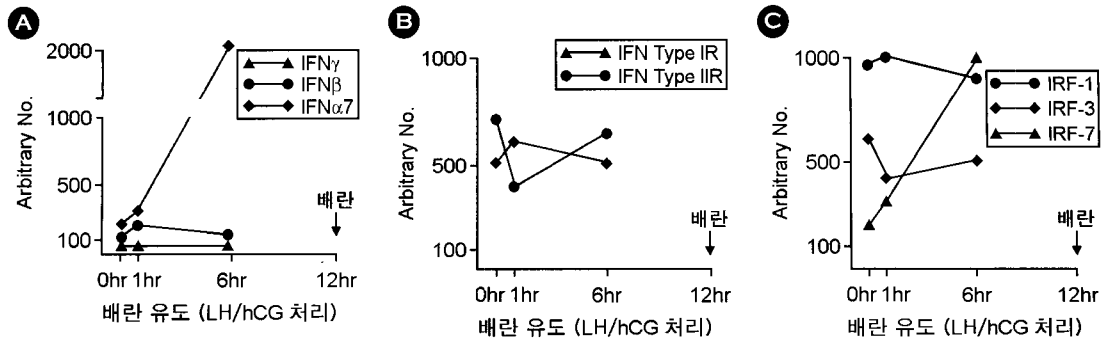 A
Arbitrary No.
2000
1000
500
100
IFNγ
IFNβ
IFNα7
배란
0hr 1hr 6hr 12hr
배란 유도 (LH/hCG 처리)
B
Arbitrary No.
1000
500
100
IFN Type IR
IFN Type IIR
배란
0hr 1hr 6hr 12hr
배란 유도 (LH/hCG 처리)
C
Arbitrary No.
1000
500
100
IRF-1
IRF-3
IRF-7
배란
0hr 1hr 6hr 12hr
배란 유도 (LH/hCG 처리)